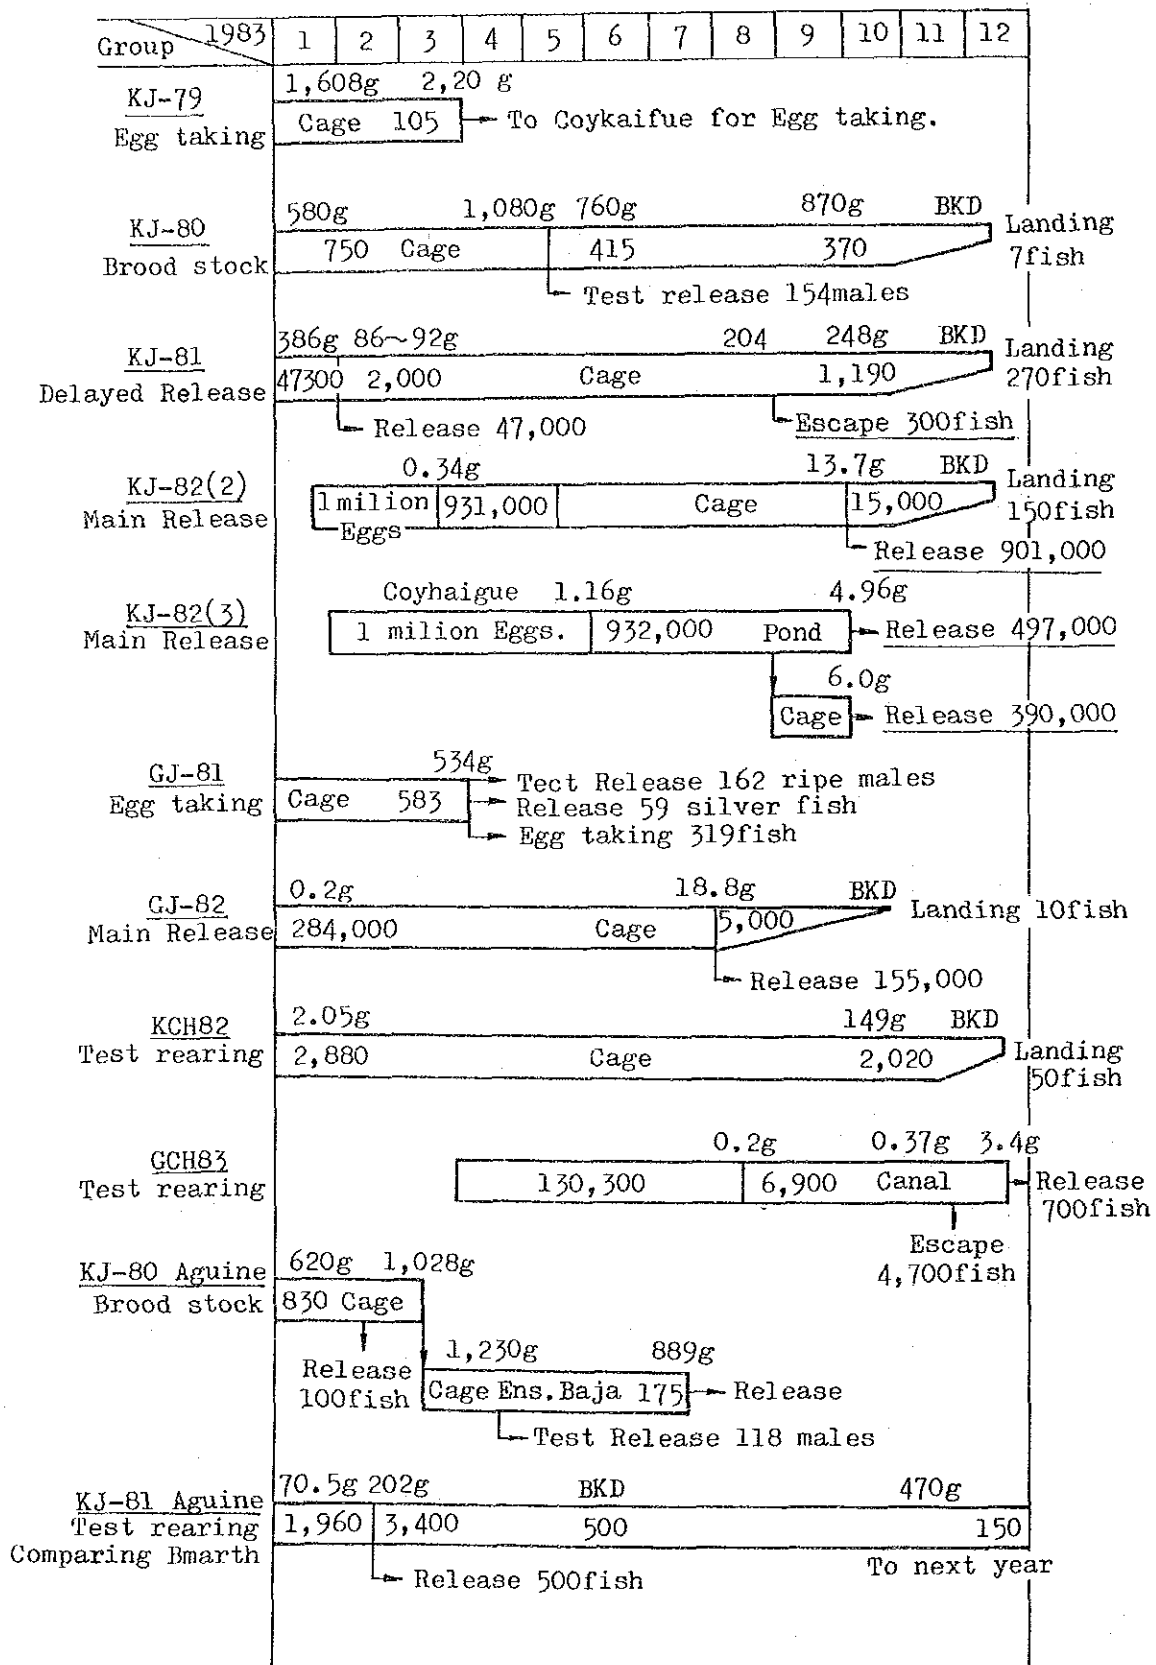 Group 1983 1 2 3 4 5 6 7 8 9 10 11 12
1,608g 2,20 g
KJ-79
Egg taking
Cage 105
To Coykaifue for Egg taking.
580g 1,080g 760g 870g BKD
KJ-80
Brood stock
750 Cage 415 370
Landing
7fish
Test release 154males
386g 86~92g 204 248g BKD
KJ-81
Delayed Release
47300 2,000 Cage 1,190
Landing
270fish
Release 47,000
Escape 300fish
0.34g 13.7g BKD
KJ-82(2)
Main Release
1milion
Eggs
931,000 Cage 15,000
Landing
150fish
Release 901,000
Coyhaigue 1.16g 4.96g
KJ-82(3)
Main Release
1 milion Eggs. 932,000 Pond
Release 497,000
6.0g
Cage
Release 390,000
534g
GJ-81
Egg taking
Cage 583
Tect Release 162 ripe males
Release 59 silver fish
Egg taking 319fish
0.2g 18.8g BKD
GJ-82
Main Release
284,000 Cage 5,000
Landing 10fish
Release 155,000
2.05g 149g BKD
KCH82
Test rearing
2,880 Cage 2,020
Landing
50fish
0.2g 0.37g 3.4g
GCH83
Test rearing
130,300 6,900 Canal
Release
700fish
Escape
4,700fish
620g 1,028g
KJ-80 Aguine
Brood stock
830 Cage
Release
100fish
1,230g 889g
Cage Ens.Baja 175
Release
Test Release 118 males
70.5g 202g BKD 470g
KJ-81 Aguine
Test rearing
Comparing Bmarth
1,960 3,400 500 150
To next year
Release 500fish